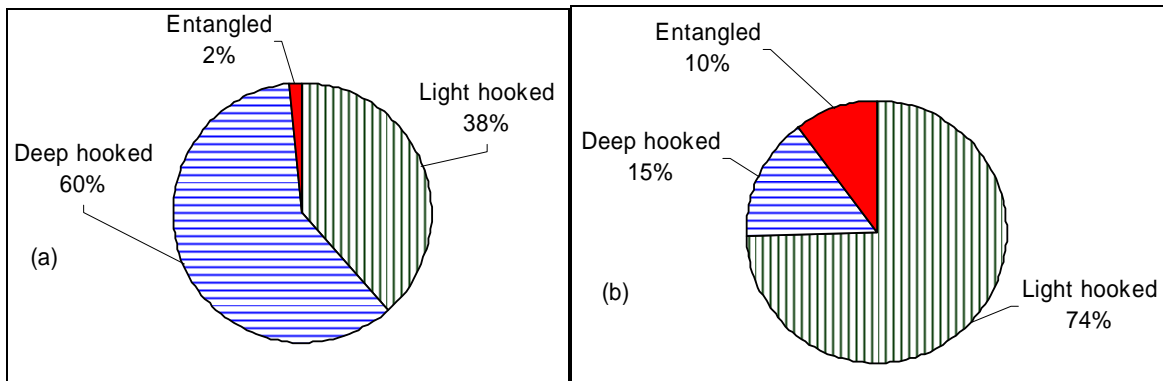 Entangled
2%
Light hooked
38%
Deep hooked
60%
(a)
Entangled
10%
Deep hooked
15%
(b)
Light hooked
74%